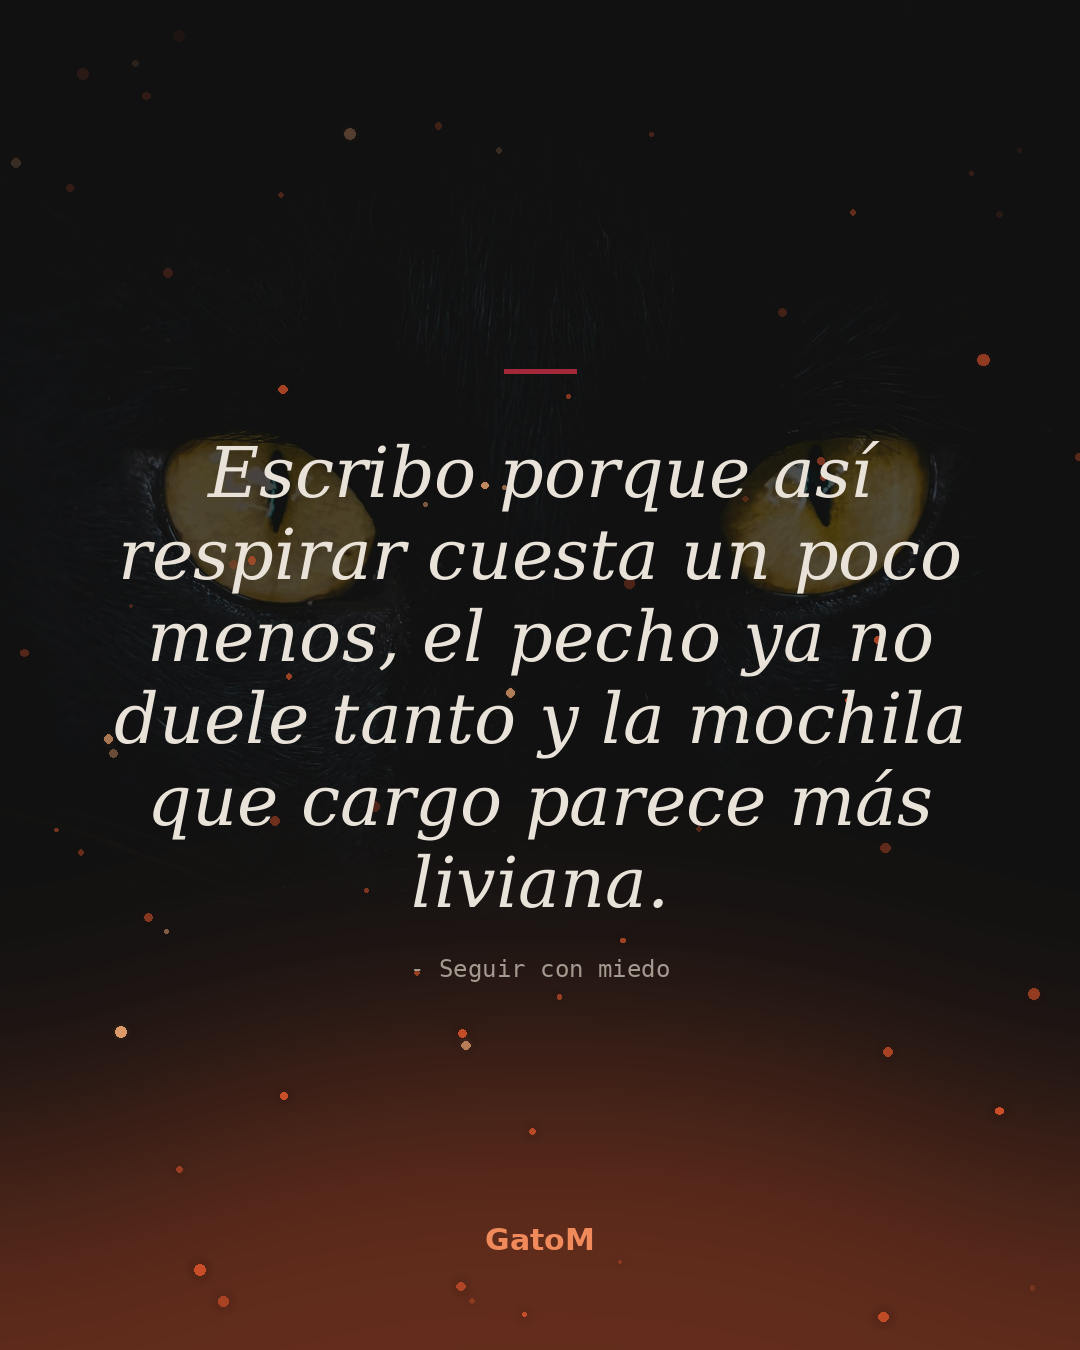 Escribo porque así
respirar cuesta un poco
menos, el pecho ya no
duele tanto y la mochila
que cargo parece más
liviana.
- Seguir con miedo
GatoM